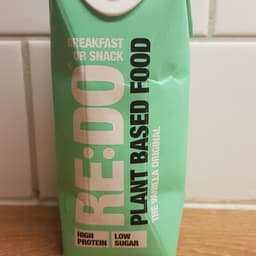 BREAKFAST
OR SNACK
RE:DO
PLANT BASED FOOD
THE VANILLA ORIGINAL
HIGH
PROTEIN
LOW
SUGAR